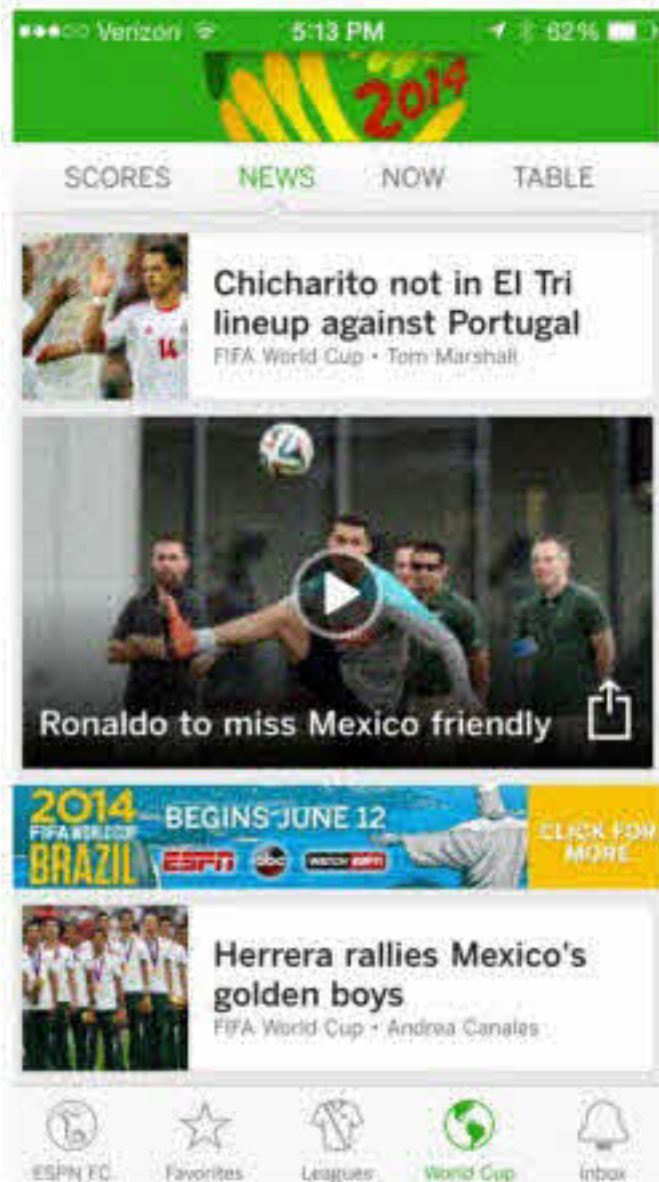 Verizon 5:13 PM 62%
2014
SCORES NEWS NOW TABLE
Chicharito not in El Tri
lineup against Portugal
FIFA World Cup • Tom Marshall
14
Ronaldo to miss Mexico friendly
2014 BEGINS JUNE 12 CLICK FOR
FIFA WORLD CUP MORE
BRAZIL ESPN abc WATCH ESPN
Herrera rallies Mexico's
golden boys
FIFA World Cup • Andrea Canales
ESPN FC Favorites Leagues World Cup Inbox